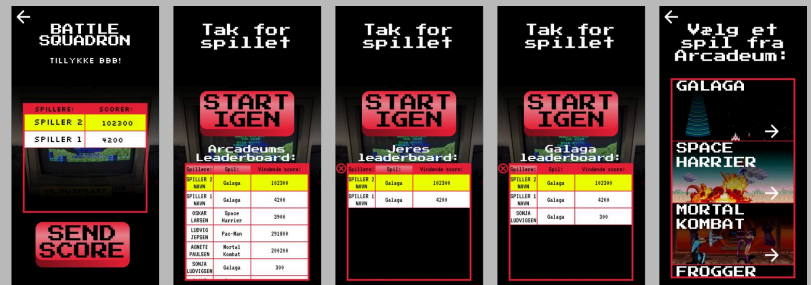 BATTLE
SQUADRON
TILLYKKE BBB!
SPILLERE: SCORER:
SPILLER 2 102300
SPILLER 1 4200
SEND
SCORE
Tak for
spillet
START
IGEN
Arcadeums
Leaderboard:
Spillere: Spil: Vindende score:
SPILLER 2
NAVN Galaga 102300
SPILLER 1
NAVN Galaga 4200
OSKAR
LARSEN Space
Harrier 3900
LUDVIG
JEPSEN Pac-Man 291800
AGNETE
PAULSEN Mortal
Kombat 200200
SONJA
LUDVIGSEN Galaga 300
Tak for
spillet
START
IGEN
Jeres
leaderboard:
Spillere: Spil: Vindende score:
SPILLER 2
NAVN Galaga 102300
SPILLER 1
NAVN Galaga 4200
Tak for
spillet
START
IGEN
Galaga
leaderboard:
Spillere: Spil: Vindende score:
SPILLER 2
NAVN Galaga 102300
SPILLER 1
NAVN Galaga 4200
SONJA
LUDVIGSEN Galaga 300
Vælg et
spil fra
Arcadeum:
GALAGA
SPACE
HARRIER
MORTAL
KOMBAT
FROGGER